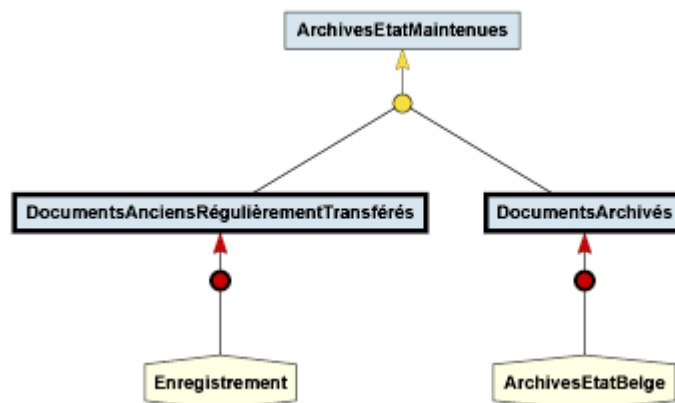 ArchivesEtatMaintenues
DocumentsAnciensRégulièrementTransférés
DocumentsArchivés
Enregistrement
ArchivesEtatBelge